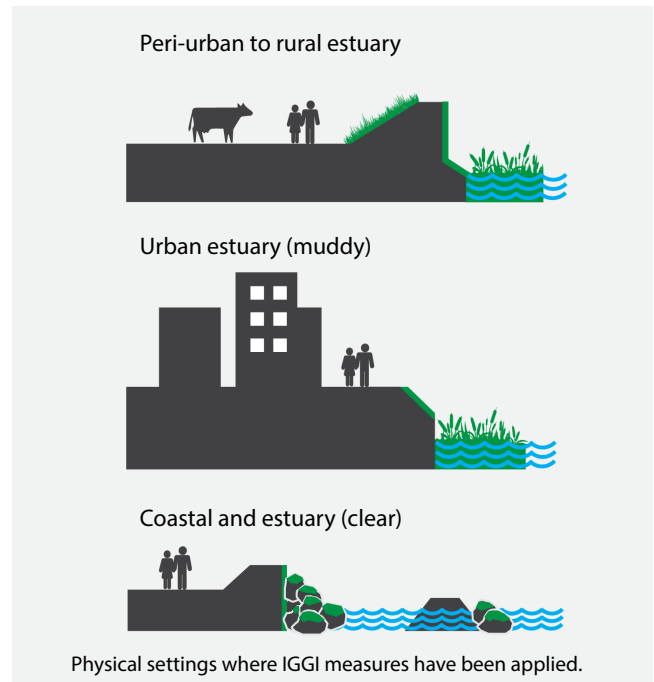 Peri-urban to rural estuary
Urban estuary (muddy)
Coastal and estuary (clear)
Physical settings where IGGI measures have been applied.